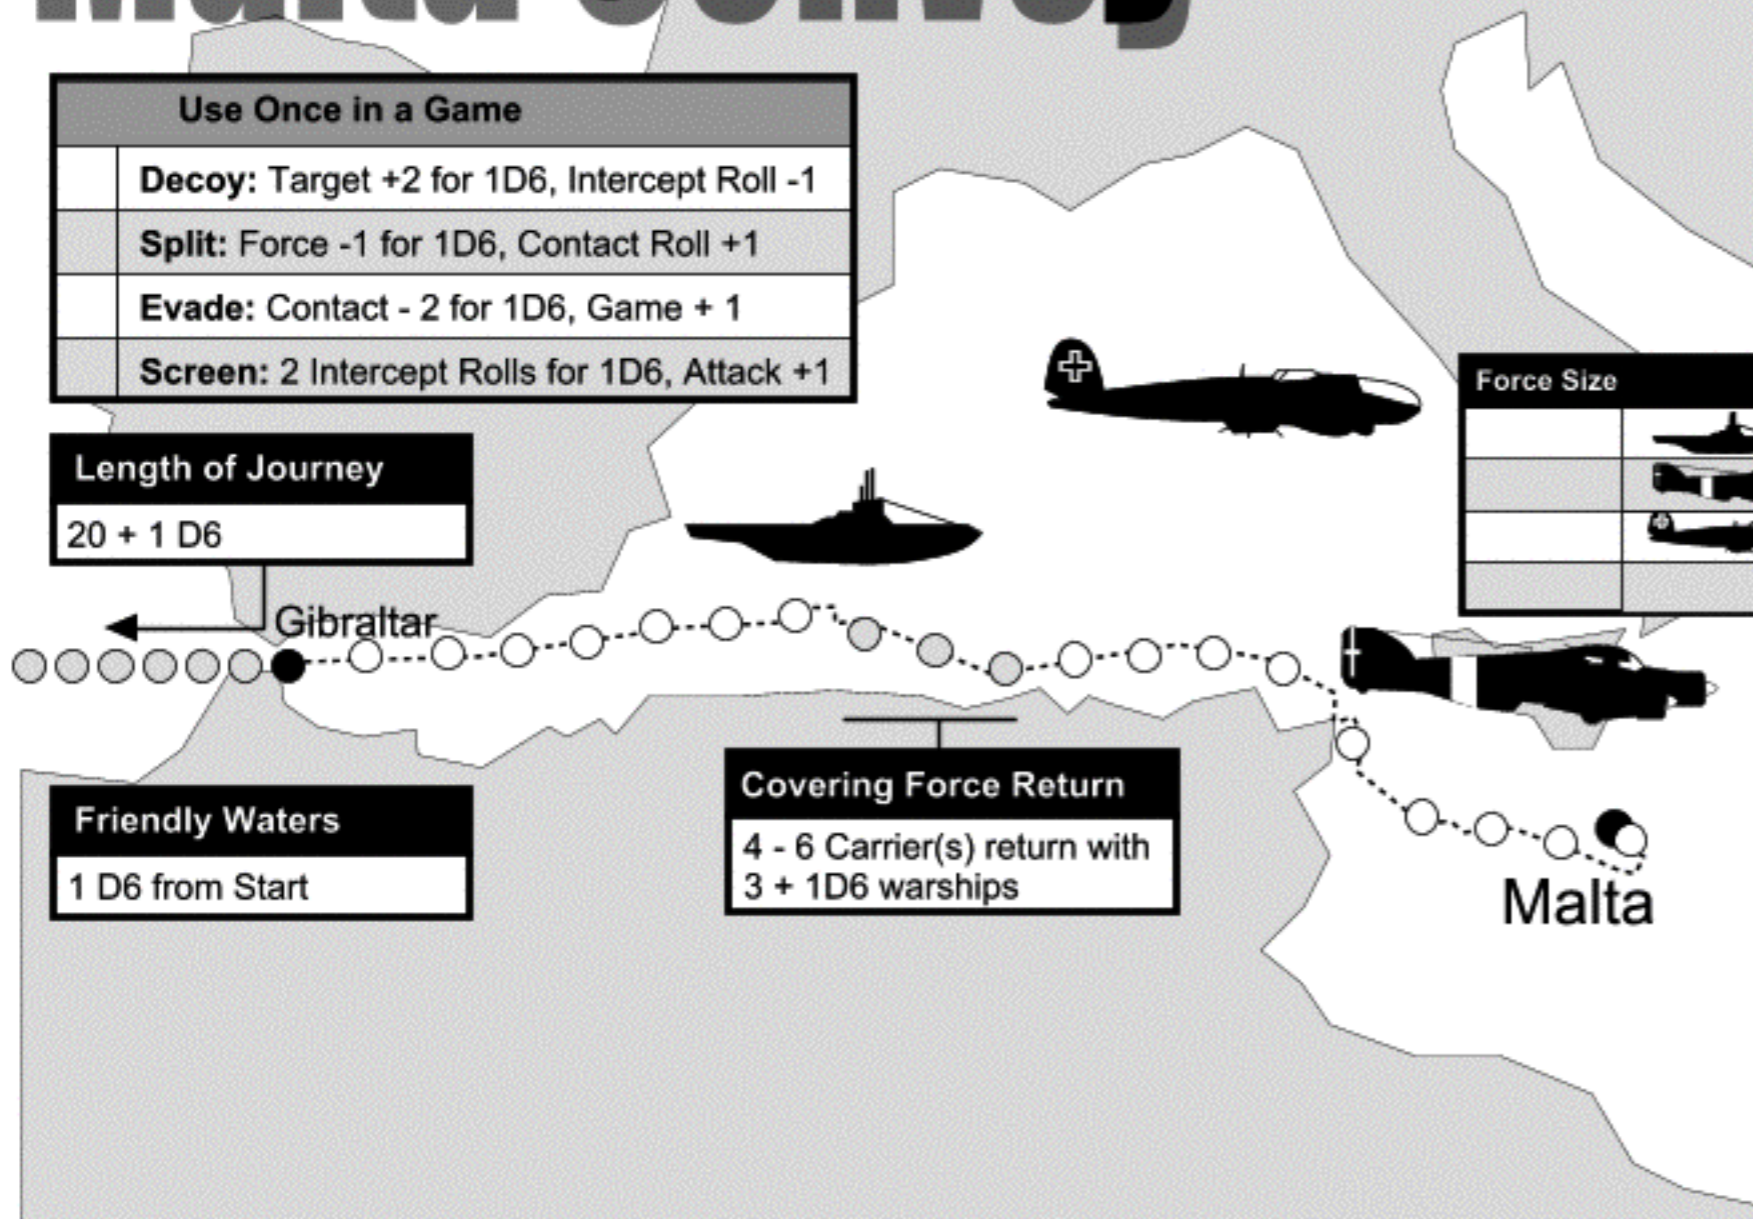 Malta Convoy
Use Once in a Game
Decoy: Target +2 for 1D6, Intercept Roll -1
Split: Force -1 for 1D6, Contact Roll +1
Evade: Contact - 2 for 1D6, Game + 1
Screen: 2 Intercept Rolls for 1D6, Attack +1
Force Size
Length of Journey
20 + 1 D6
Gibraltar
Friendly Waters
1 D6 from Start
Covering Force Return
4 - 6 Carrier(s) return with
3 + 1D6 warships
Malta